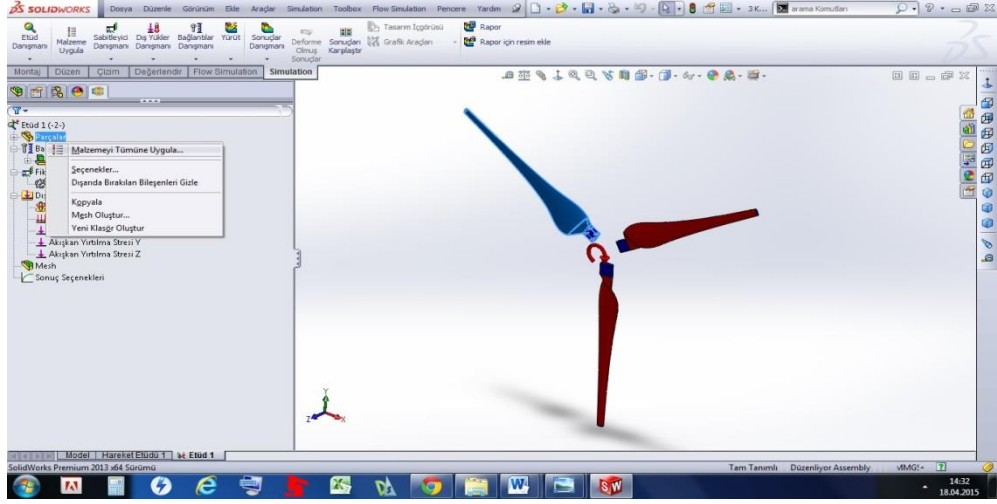 SOLIDWORKS Dosya Düzenle Görünüm Ekle Araçlar Simulation Toolbox Flow Simulation Pencere Yardım 3K... arama Komutları
Etüd Danışmanı
Malzeme Uygula
Sabitleyici Danışmanı
Dış Yükler Danışmanı
Bağlantılar Danışmanı
Yürüt
Sonuçlar Danışmanı
Deforme Olmuş Sonuçlar
Sonuçları Karşılaştır
Tasarım İçgörüsü
Grafik Araçları
Rapor
Rapor için resim ekle
Montaj Düzen Çizim Değerlendir Flow Simulation Simulation
Etüd 1 (-2-)
Parçalar
Ba
Fik
Dış
Malzemeyi Tümüne Uygula...
Seçenekler...
Dışarıda Bırakılan Bileşenleri Gizle
Kopyala
Mesh Oluştur...
Yeni Klasör Oluştur
Akışkan Yırtılma Stresi Y
Akışkan Yırtılma Stresi Z
Mesh
Sonuç Seçenekleri
Y
Z X
Model Hareket Etüdü 1 Etüd 1
SolidWorks Premium 2013 x64 Sürümü Tam Tanımlı Düzenliyor Assembly
14:32
18.04.2015